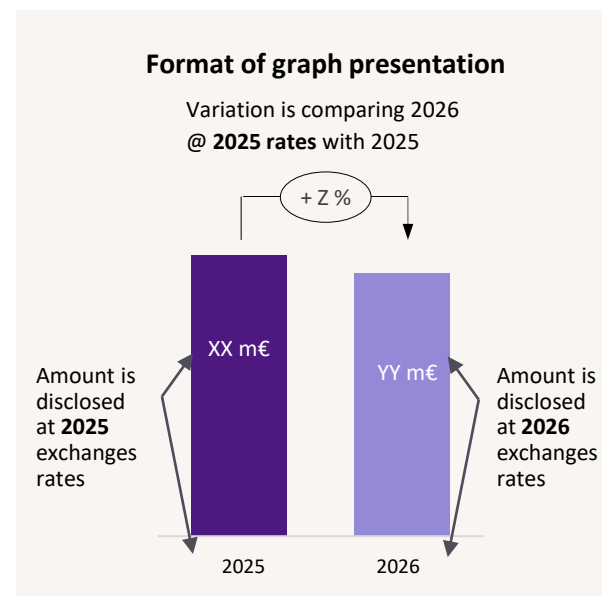 Format of graph presentation
Variation is comparing 2026
@ 2025 rates with 2025
+ Z %
XX m€
YY m€
Amount is
disclosed
at 2025
exchanges
rates
Amount is
disclosed
at 2026
exchanges
rates
2025
2026